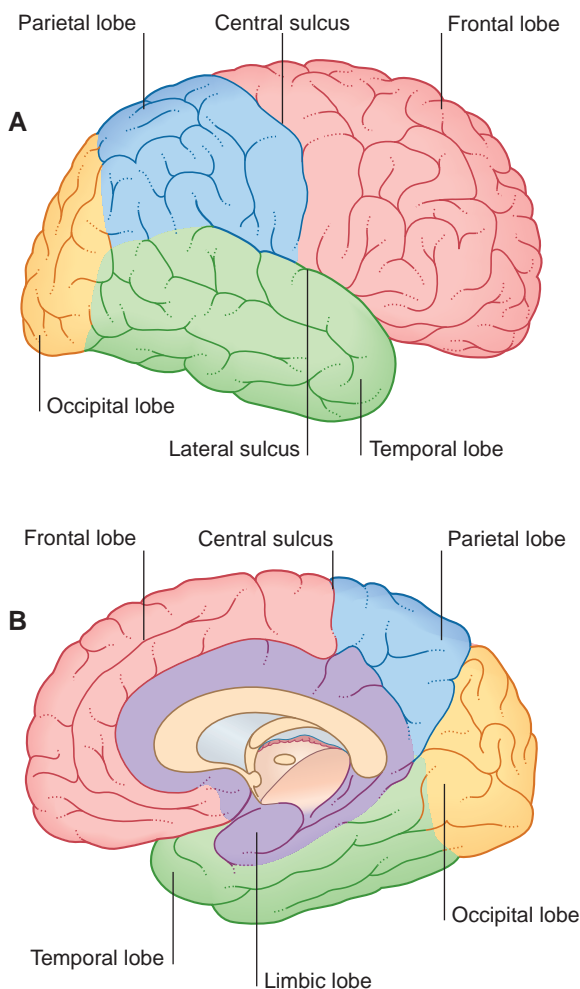 Parietal lobe
Central sulcus
Frontal lobe
A
Occipital lobe
Lateral sulcus
Temporal lobe
Frontal lobe
Central sulcus
Parietal lobe
B
Occipital lobe
Temporal lobe
Limbic lobe